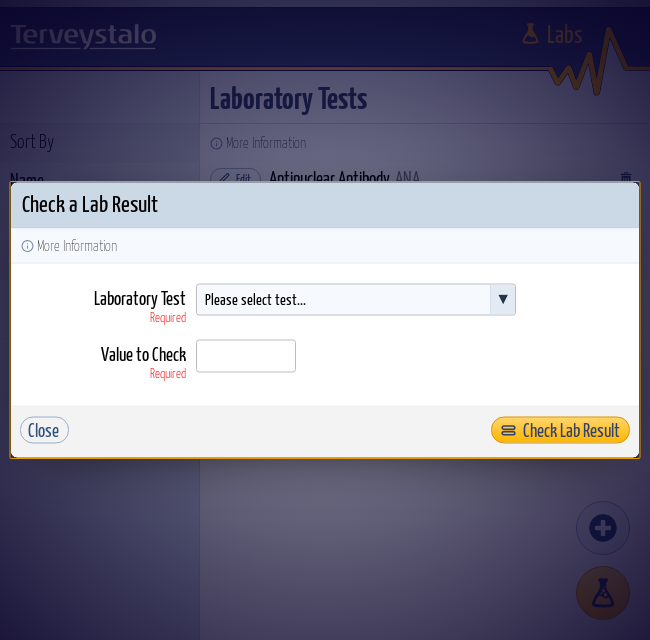 Terveystalo
Labs
Laboratory Tests
Sort By
More Information
Name
Edit
Antinuclear Antibody ANA
Check a Lab Result
More Information
Laboratory Test
Required
Please select test...
Value to Check
Required
Close
Check Lab Result